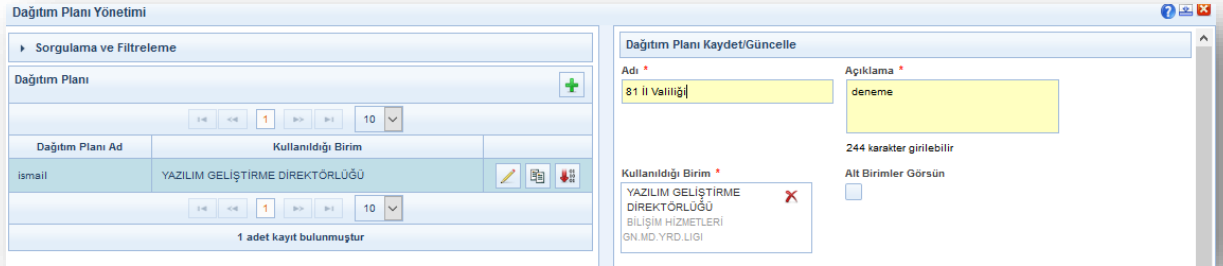 Dağıtım Planı Yönetimi
Sorgulama ve Filtreleme
Dağıtım Planı
1
10
Dağıtım Planı Ad
Kullanıldığı Birim
ismail
YAZILIM GELİŞTİRME DİREKTÖRLÜĞÜ
1
10
1 adet kayıt bulunmuştur
Dağıtım Planı Kaydet/Güncelle
Adı *
Açıklama *
81 İl Valiliği
deneme
244 karakter girilebilir
Kullanıldığı Birim *
Alt Birimler Görsün
YAZILIM GELİŞTİRME
DİREKTÖRLÜĞÜ
BİLİŞİM HİZMETLERİ
GN.MD.YRD.LIGI